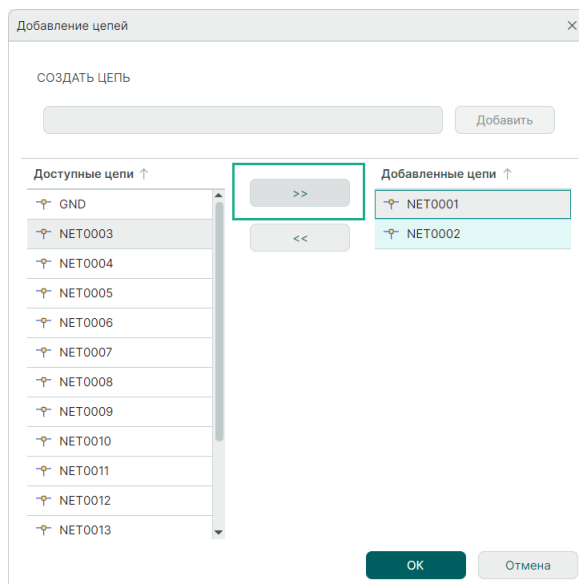 Добавление цепей
СОЗДАТЬ ЦЕПЬ
Добавить
Доступные цепи ↑
GND
NET0003
NET0004
NET0005
NET0006
NET0007
NET0008
NET0009
NET0010
NET0011
NET0012
NET0013
>>
<<
Добавленные цепи ↑
NET0001
NET0002
ОК
Отмена